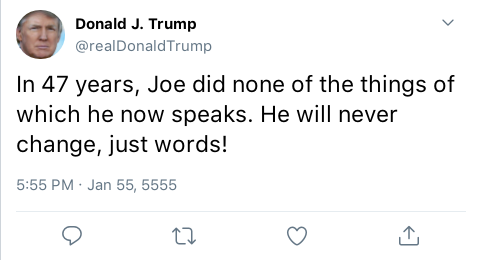 Donald J. Trump
@realDonaldTrump
In 47 years, Joe did none of the things of
which he now speaks. He will never
change, just words!
5:55 PM · Jan 55, 5555